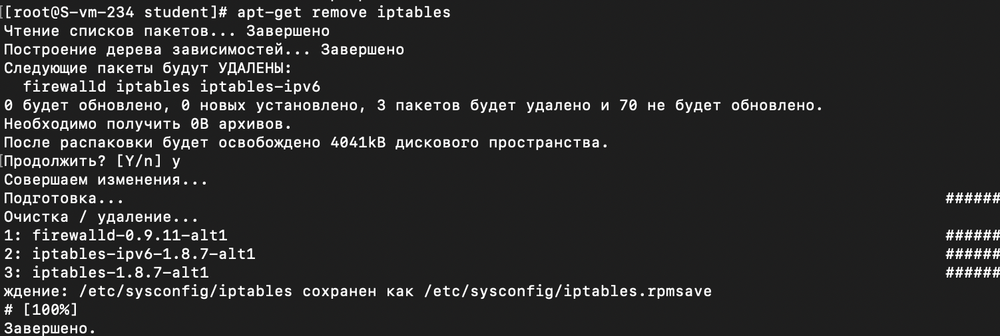 [[root@S-vm-234 student]# apt-get remove iptables
Чтение списков пакетов... Завершено
Построение дерева зависимостей... Завершено
Следующие пакеты будут УДАЛЕНЫ:
  firewalld iptables iptables-ipv6
0 будет обновлено, 0 новых установлено, 3 пакетов будет удалено и 70 не будет обновлено.
Необходимо получить 0B архивов.
После распаковки будет освобождено 4041kB дискового пространства.
[Продолжить? [Y/n] y
Совершаем изменения...
Подготовка... ######
Очистка / удаление...
1: firewalld-0.9.11-alt1 ######
2: iptables-ipv6-1.8.7-alt1 ######
3: iptables-1.8.7-alt1 ######
ждение: /etc/sysconfig/iptables сохранен как /etc/sysconfig/iptables.rpmsave
# [100%]
Завершено.